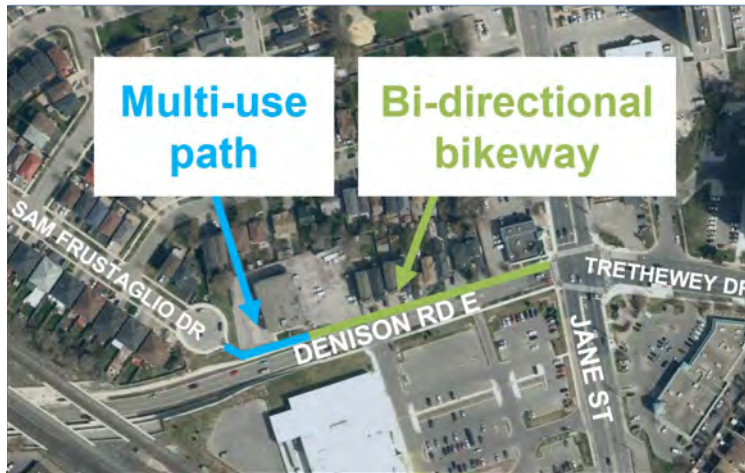 Multi-use
path
Bi-directional
bikeway
SAM FRUSTAGLIO DR
TRETHEWEY DR
DENISON RD E
JANE ST